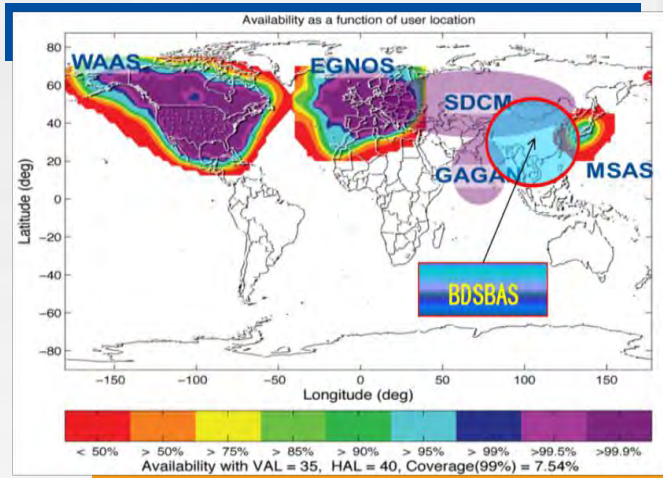 Availability as a function of user location
WAAS
EGNOS
SDCM
GAGAN
MSAS
BDSBAS
Latitude (deg)
80
60
40
20
0
−20
−40
−60
−80
−150
−100
−50
0
50
100
150
Longitude (deg)
< 50%
> 50%
> 75%
> 85%
> 90%
> 95%
> 99%
>99.5%
>99.9%
Availability with VAL = 35, HAL = 40, Coverage(99%) = 7.54%